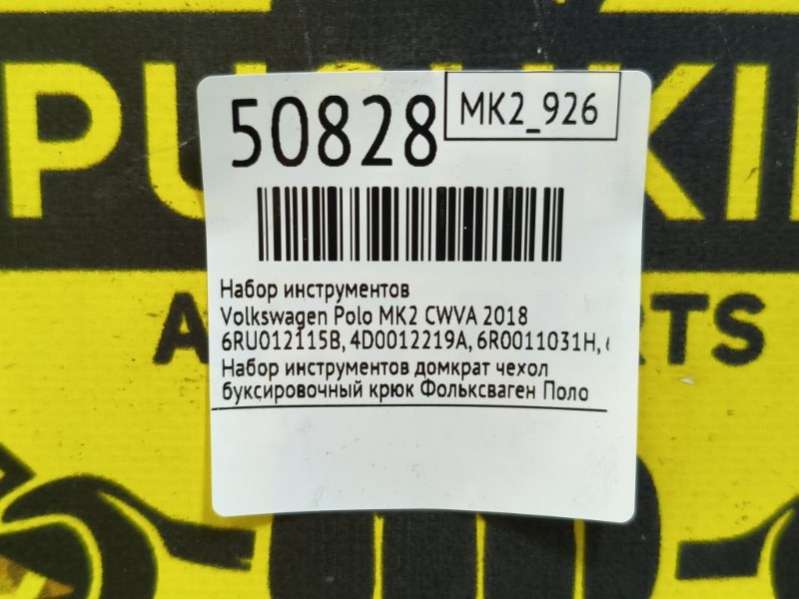 PUSHKI
50828
MK2_926
Набор инструментов
Volkswagen Polo MK2 CWVA 2018
6RU012115B, 4D0012219A, 6R0011031H,
Набор инструментов домкрат чехол
буксировочный крюк Фольксваген Поло